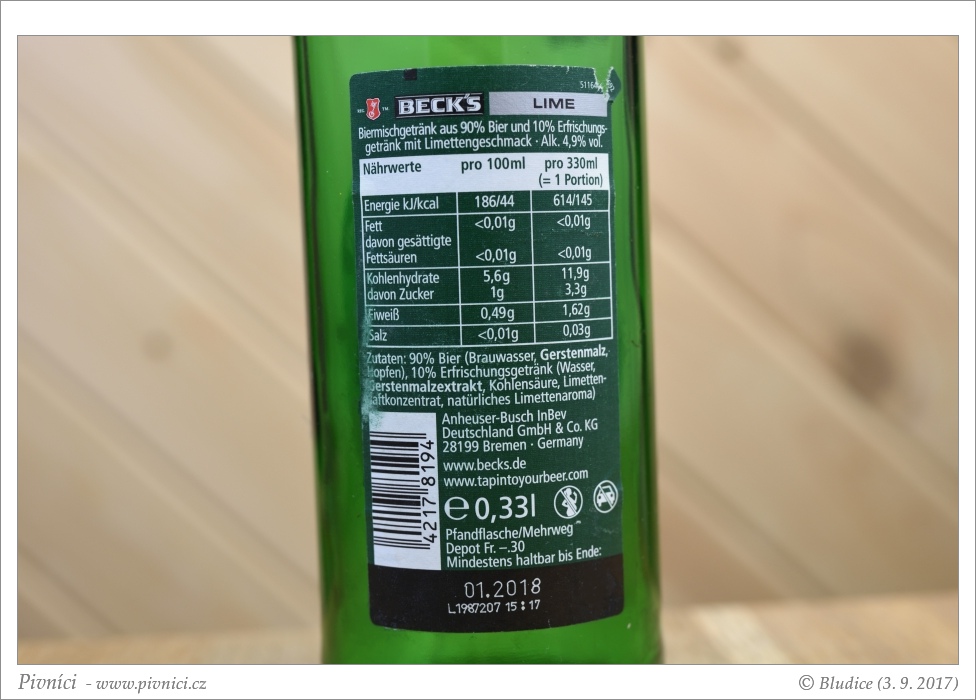 BECK'S LIME
Biermischgetränk aus 90% Bier und 10% Erfrischungs-
getränk mit Limettengeschmack · Alk. 4,9% vol.
Nährwerte pro 100ml pro 330ml
(= 1 Portion)
Energie kJ/kcal 186/44 614/145
Fett <0,01g <0,01g
davon gesättigte
Fettsäuren <0,01g <0,01g
Kohlenhydrate 5,6g 11,9g
davon Zucker 1g 3,3g
Eiweiß 0,49g 1,62g
Salz <0,01g 0,03g
Zutaten: 90% Bier (Brauwasser, Gerstenmalz,
Hopfen), 10% Erfrischungsgetränk (Wasser,
Gerstenmalzextrakt, Kohlensäure, Limetten-
saftkonzentrat, natürliches Limettenaroma)
4217 8194
Anheuser-Busch InBev
Deutschland GmbH & Co. KG
28199 Bremen · Germany
www.becks.de
www.tapintoyourbeer.com
℮ 0,33l
Pfandflasche/Mehrweg
Depot Fr. –.30
Mindestens haltbar bis Ende:
01.2018
L1987207 15:17
Pivníci - www.pivnici.cz
© Bludice (3. 9. 2017)